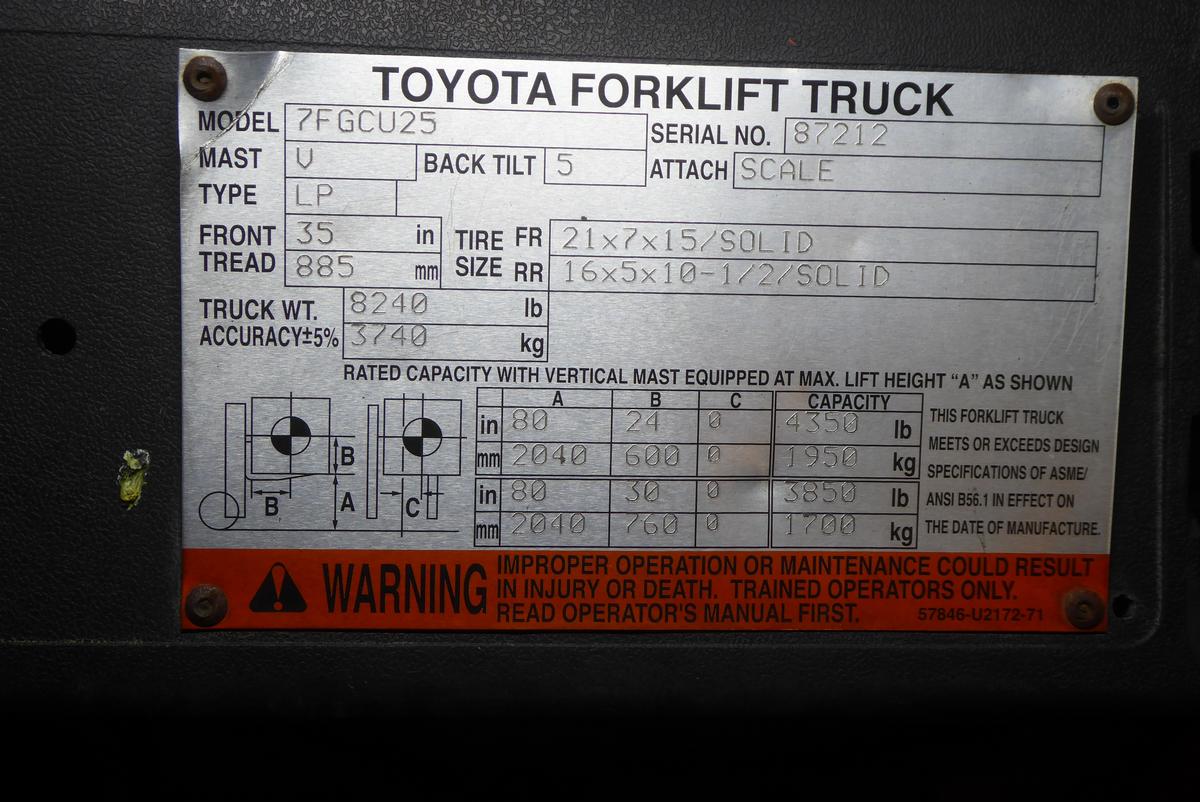 TOYOTA FORKLIFT TRUCK
MODEL 7FGCU25 SERIAL NO. 87212
MAST V BACK TILT 5 ATTACH SCALE
TYPE LP
FRONT TREAD 35 in TIRE SIZE FR 21x7x15/SOLID
885 mm RR 16x5x10-1/2/SOLID
TRUCK WT. 8240 lb
ACCURACY±5% 3740 kg
RATED CAPACITY WITH VERTICAL MAST EQUIPPED AT MAX. LIFT HEIGHT “A” AS SHOWN
A B C CAPACITY
in 80 24 0 4350 lb
mm 2040 600 0 1950 kg
in 80 30 0 3850 lb
mm 2040 760 0 1700 kg
B
B A C
THIS FORKLIFT TRUCK
MEETS OR EXCEEDS DESIGN
SPECIFICATIONS OF ASME/
ANSI B56.1 IN EFFECT ON
THE DATE OF MANUFACTURE.
WARNING
IMPROPER OPERATION OR MAINTENANCE COULD RESULT
IN INJURY OR DEATH. TRAINED OPERATORS ONLY.
READ OPERATOR'S MANUAL FIRST. 57846-U2172-71